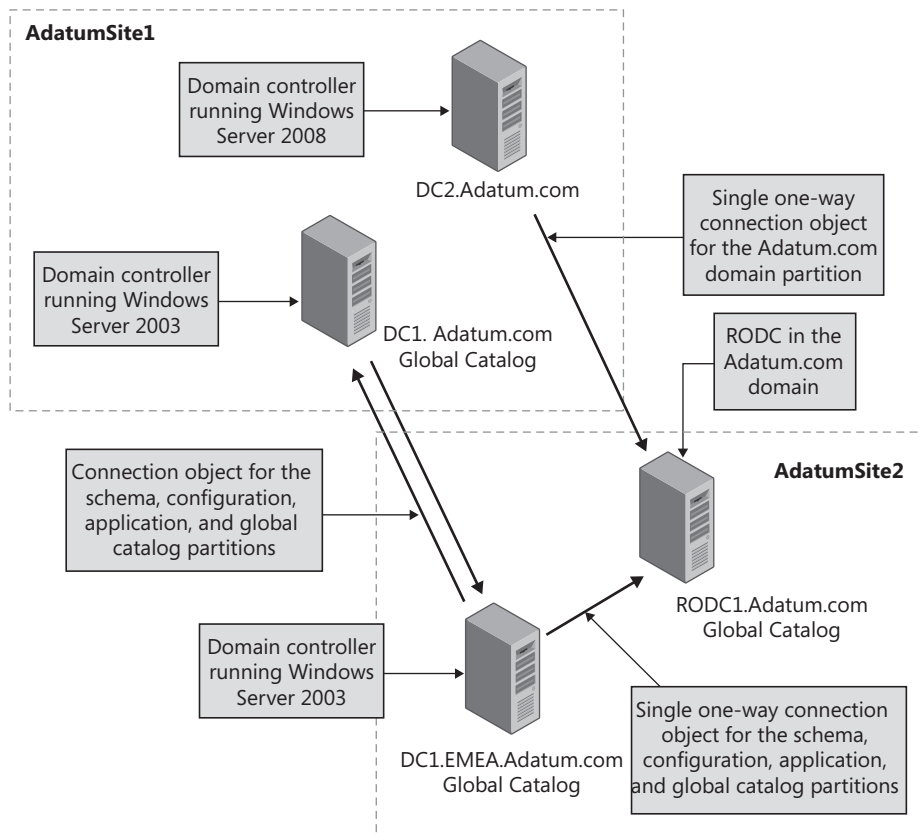 AdatumSite1
Domain controller
running Windows
Server 2008
DC2.Adatum.com
Single one-way
connection object
for the Adatum.com
domain partition
Domain controller
running Windows
Server 2003
DC1. Adatum.com
Global Catalog
RODC in the
Adatum.com
domain
Connection object for the
schema, configuration,
application, and global
catalog partitions
AdatumSite2
RODC1.Adatum.com
Global Catalog
Domain controller
running Windows
Server 2003
DC1.EMEA.Adatum.com
Global Catalog
Single one-way connection
object for the schema,
configuration, application,
and global catalog partitions